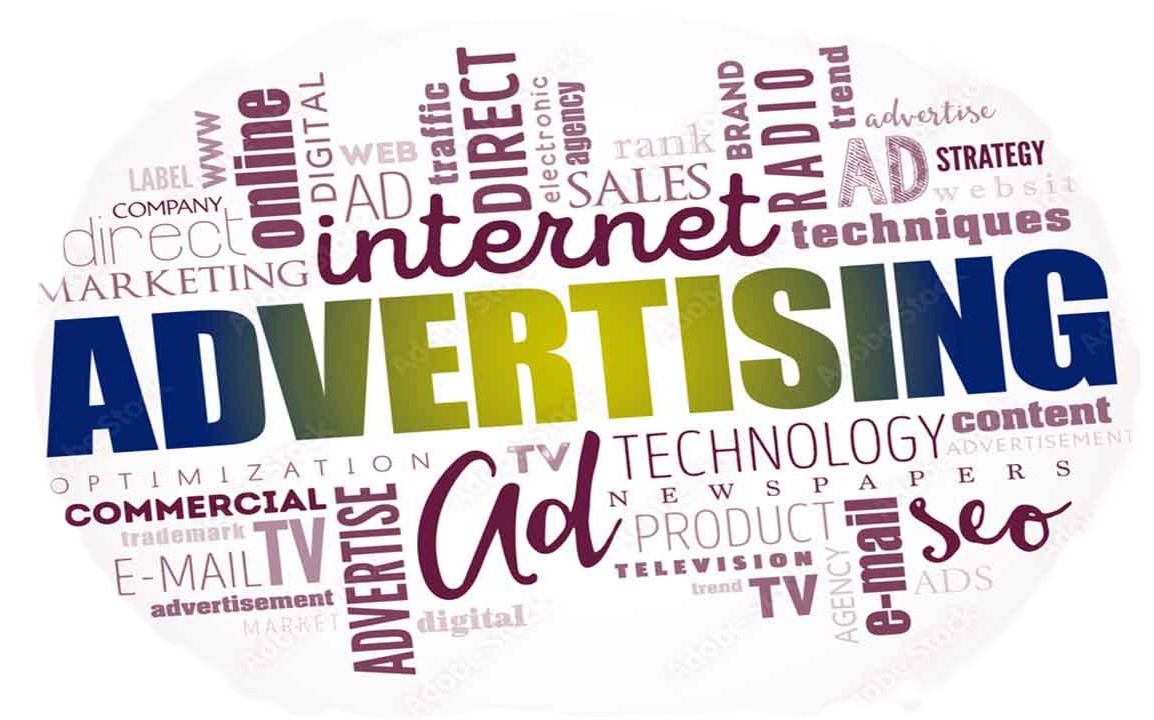 LABEL
WWW
online
DIGITAL
WEB
AD
traffic
DIRECT
electronic
agency
rank
SALES
BRAND
RADIO
trend
advertise
AD
STRATEGY
websit
techniques
COMPANY
direct
MARKETING
internet
ADVERTISING
OPTIMIZATION
COMMERCIAL
trademark
TV
E-MAIL
advertisement
MARKET
ADVERTISE
ad
digital
TV
TECHNOLOGY
content
ADVERTISEMENT
NEWSPAPERS
PRODUCT
TELEVISION
trend
TV
AGENCY
e-mail
seo
ADS
Adobe Stock